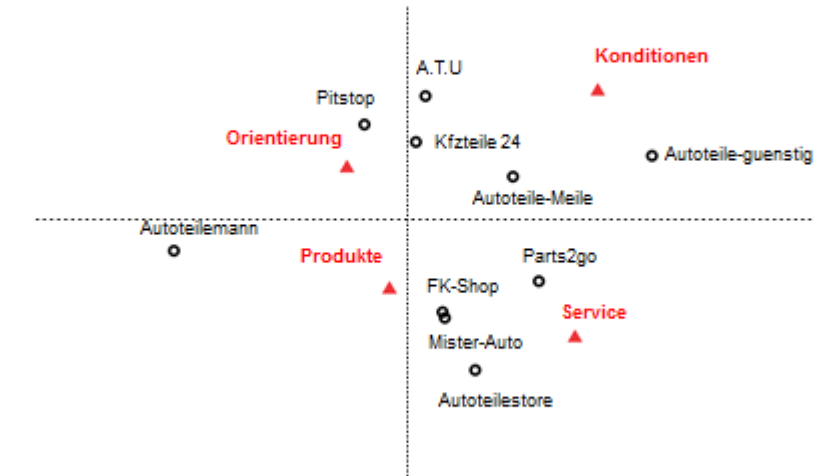 Konditionen
A.T.U
Pitstop
Orientierung
Kfzteile 24
Autoteile-guenstig
Autoteile-Meile
Autoteilemann
Produkte
Parts2go
FK-Shop
Service
Mister-Auto
Autoteilestore